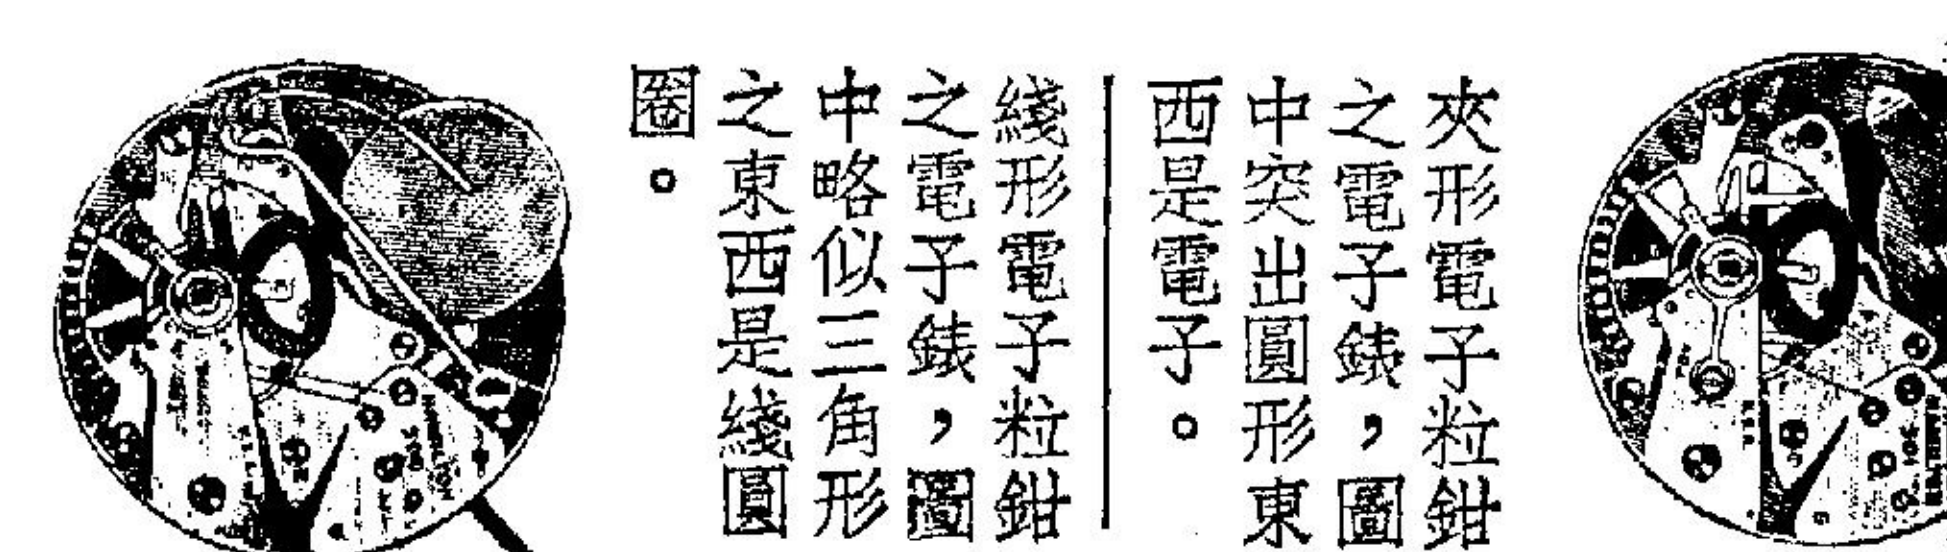 夾形電子粒鉗
之電子錶，圖
中突出圓形東
西是電子。
綫形電子粒鉗
之電子錶，圖
中略似三角形
之東西是綫圓
圈。